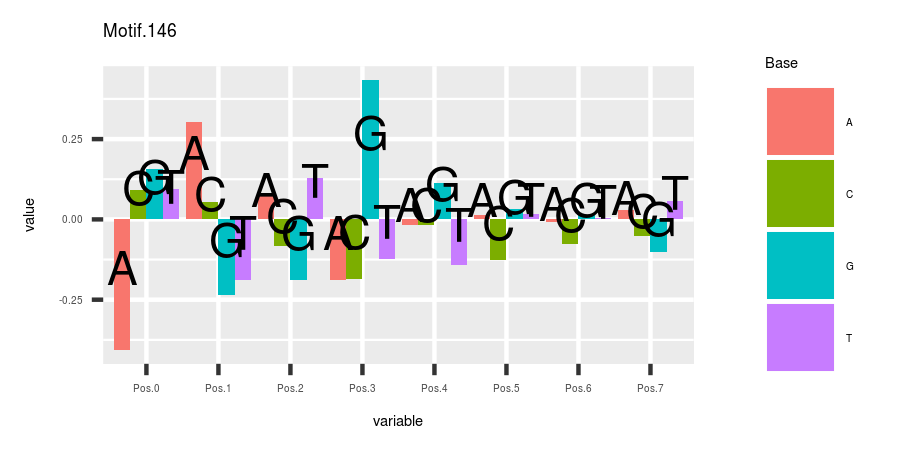 Motif.146
value
0.25
0.00
-0.25
A C G T A C G T A C G T A C G T A C G T A C G T A C G T A C G T
Pos.0 Pos.1 Pos.2 Pos.3 Pos.4 Pos.5 Pos.6 Pos.7
variable
Base
A
C
G
T